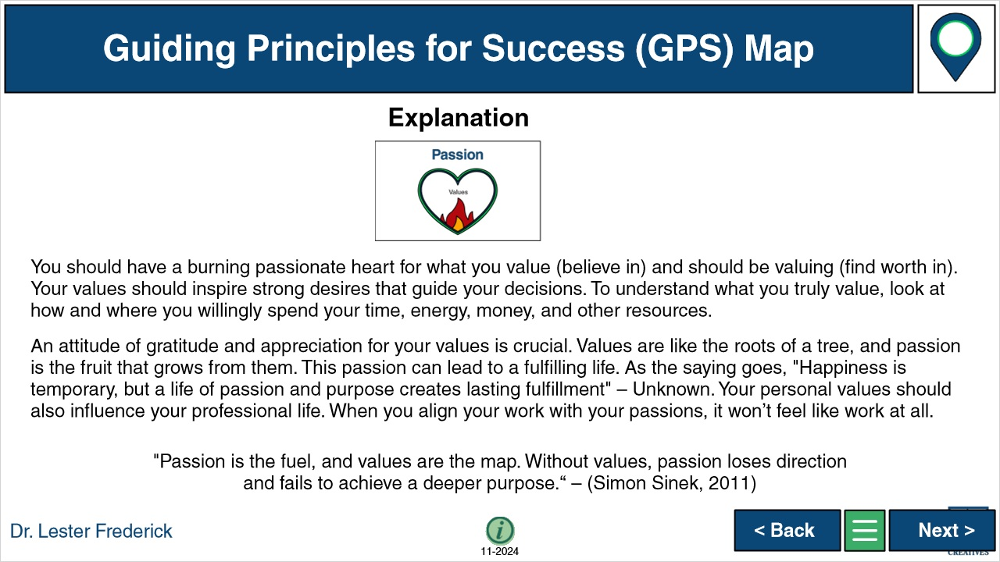 Guiding Principles for Success (GPS) Map
Explanation
Passion
Values
You should have a burning passionate heart for what you value (believe in) and should be valuing (find worth in).
Your values should inspire strong desires that guide your decisions. To understand what you truly value, look at
how and where you willingly spend your time, energy, money, and other resources.
An attitude of gratitude and appreciation for your values is crucial. Values are like the roots of a tree, and passion
is the fruit that grows from them. This passion can lead to a fulfilling life. As the saying goes, "Happiness is
temporary, but a life of passion and purpose creates lasting fulfillment" – Unknown. Your personal values should
also influence your professional life. When you align your work with your passions, it won’t feel like work at all.
"Passion is the fuel, and values are the map. Without values, passion loses direction
and fails to achieve a deeper purpose.“ – (Simon Sinek, 2011)
Dr. Lester Frederick
i
11-2024
< Back
Next >
CREATIVES